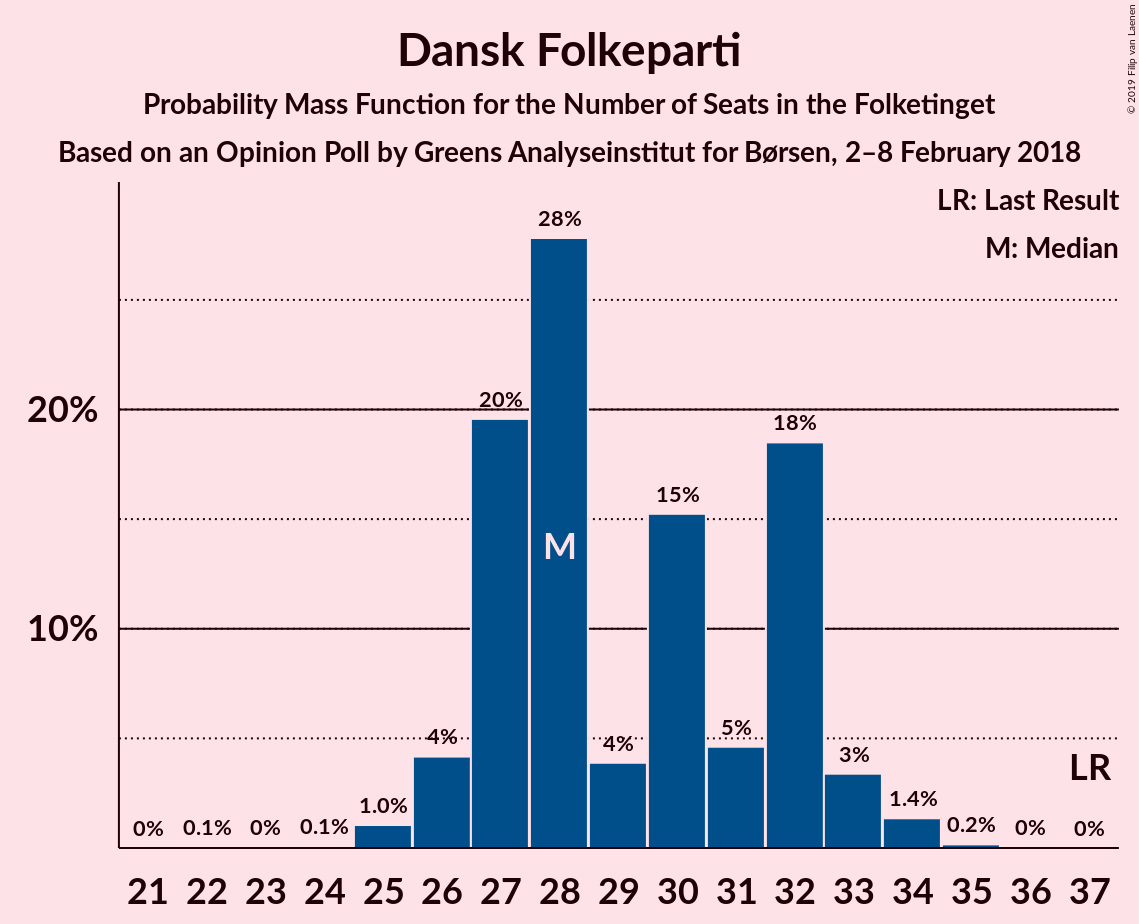 Dansk Folkeparti
Probability Mass Function for the Number of Seats in the Folketinget
Based on an Opinion Poll by Greens Analyseinstitut for Børsen, 2–8 February 2018
© 2019 Filip van Laenen
LR: Last Result
M: Median
20%
10%
0% 0.1% 0% 0.1% 1.0% 4% 20% 28% 4% 15% 5% 18% 3% 1.4% 0.2% 0% 0%
M
LR
21 22 23 24 25 26 27 28 29 30 31 32 33 34 35 36 37